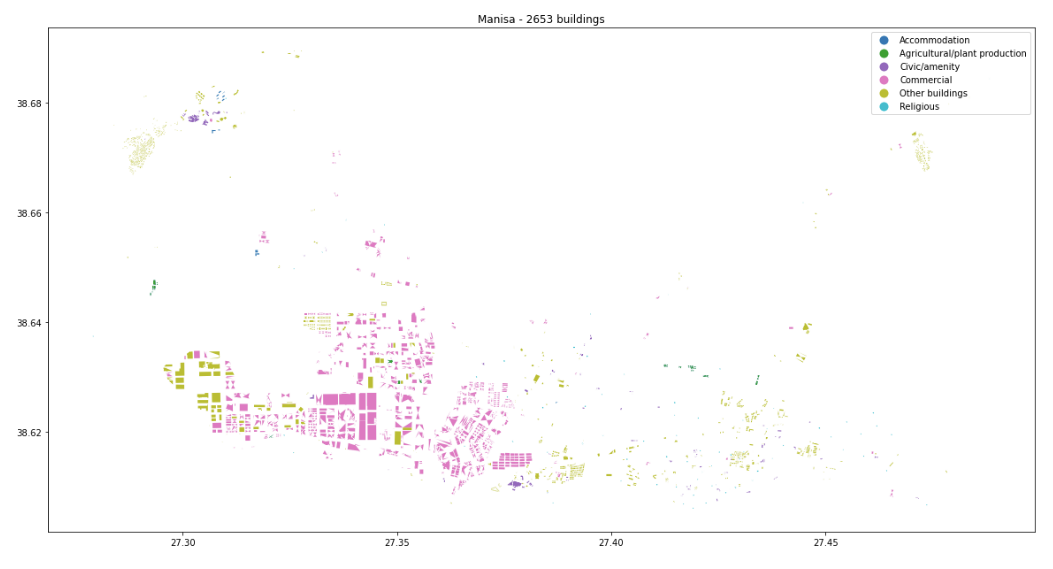 Manisa - 2653 buildings
Accommodation
Agricultural/plant production
Civic/amenity
Commercial
Other buildings
Religious
38.68
38.66
38.64
38.62
27.30 27.35 27.40 27.45